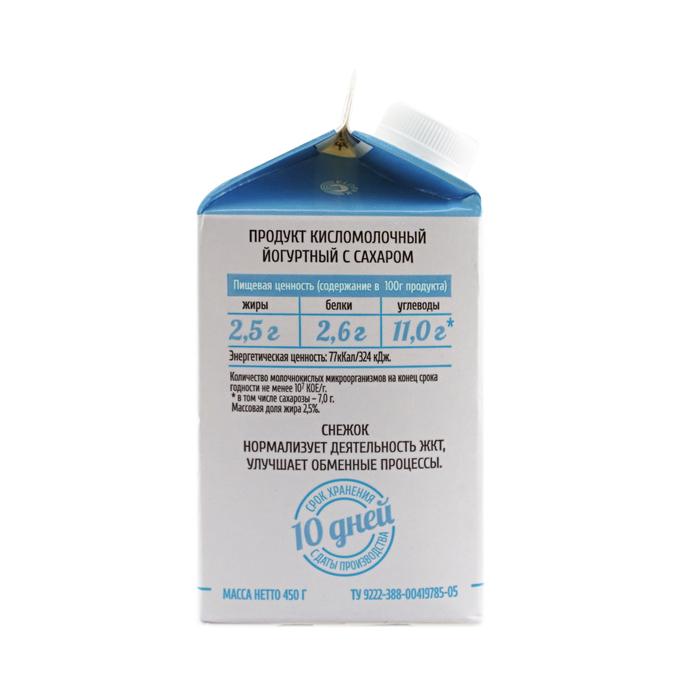 ПРОДУКТ КИСЛОМОЛОЧНЫЙ
ЙОГУРТНЫЙ С САХАРОМ
Пищевая ценность (содержание в 100г продукта)
жиры белки углеводы
2,5 г 2,6 г 11,0 г*
Энергетическая ценность: 77кКал/324 кДж.
Количество молочнокислых микроорганизмов на конец срока
годности не менее 10⁷ КОЕ/г.
* в том числе сахарозы – 7,0 г.
Массовая доля жира 2,5%.
СНЕЖОК
НОРМАЛИЗУЕТ ДЕЯТЕЛЬНОСТЬ ЖКТ,
УЛУЧШАЕТ ОБМЕННЫЕ ПРОЦЕССЫ.
СРОК ХРАНЕНИЯ
10 дней
С ДАТЫ ПРОИЗВОДСТВА
МАССА НЕТТО 450 Г ТУ 9222-388-00419785-05